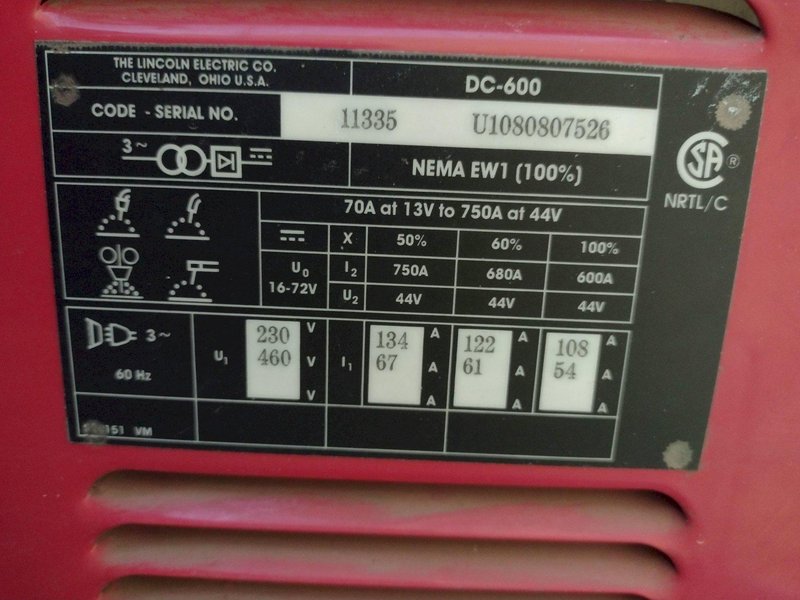 THE LINCOLN ELECTRIC CO.
CLEVELAND, OHIO U.S.A.
DC-600
CODE - SERIAL NO.
11335 U1080807526
3~
NEMA EW1 (100%)
SA ®
NRTL/C
70A at 13V to 750A at 44V
X 50% 60% 100%
U0 I2 750A 680A 600A
16-72V
U2 44V 44V 44V
3~
60 Hz
U1
230 V
460 V
V
I1
134 A 122 A 108 A
67 A 61 A 54 A
A A A
151 VM